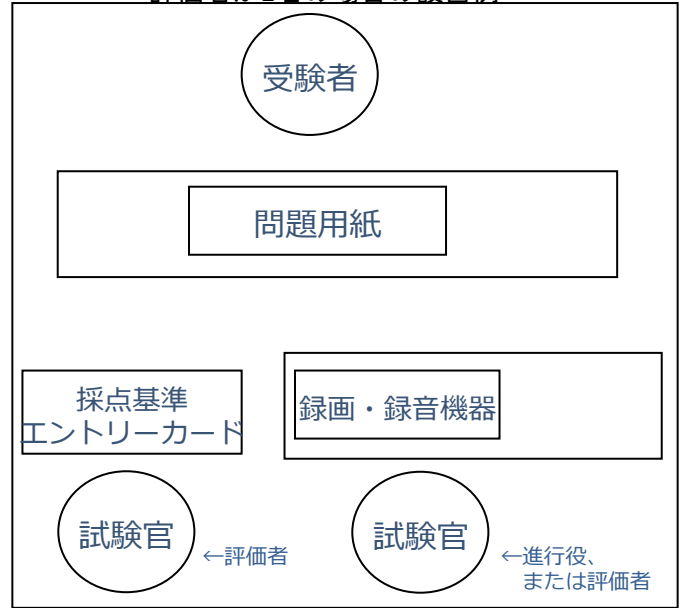 受験者
問題用紙
採点基準
エントリーカード
録画・録音機器
試験官
←評価者
試験官
←進行役、
または評価者